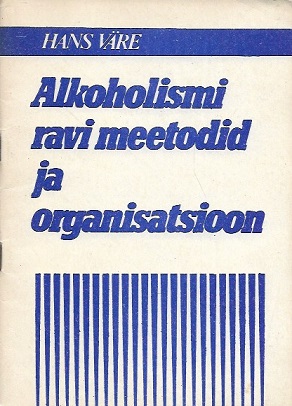 HANS VÄRE
Alkoholismi
ravi meetodid
ja
organisatsioon